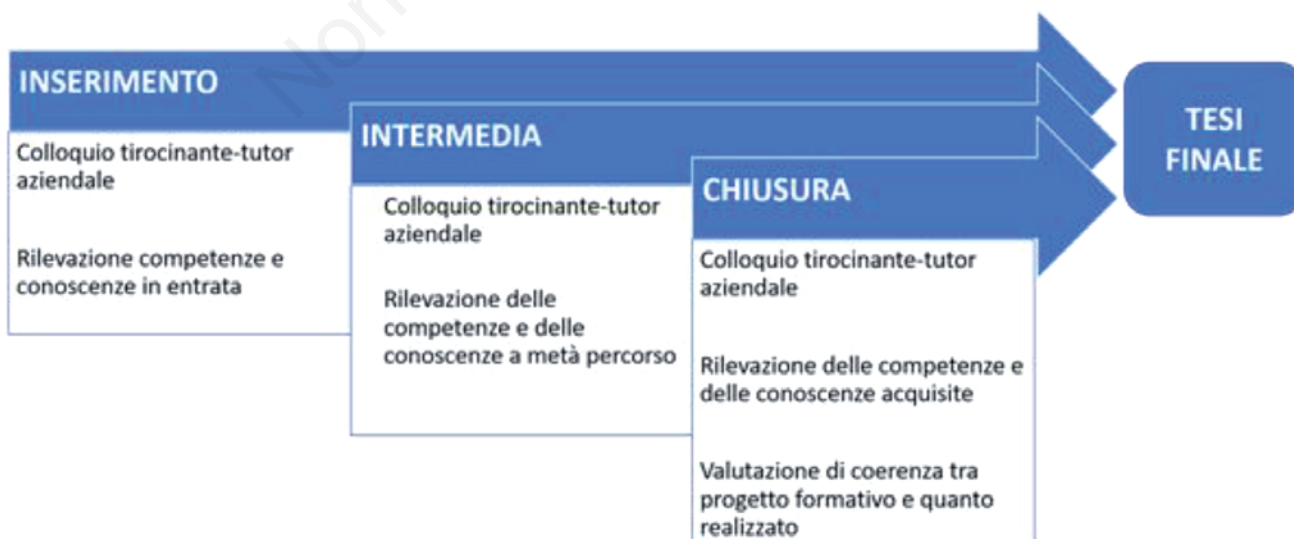 INSERIMENTO
Colloquio tirocinante-tutor
aziendale
Rilevazione competenze e
conoscenze in entrata
INTERMEDIA
Colloquio tirocinante-tutor
aziendale
Rilevazione delle
competenze e delle
conoscenze a metà percorso
CHIUSURA
Colloquio tirocinante-tutor
aziendale
Rilevazione delle competenze e
delle conoscenze acquisite
Valutazione di coerenza tra
progetto formativo e quanto
realizzato
TESI
FINALE